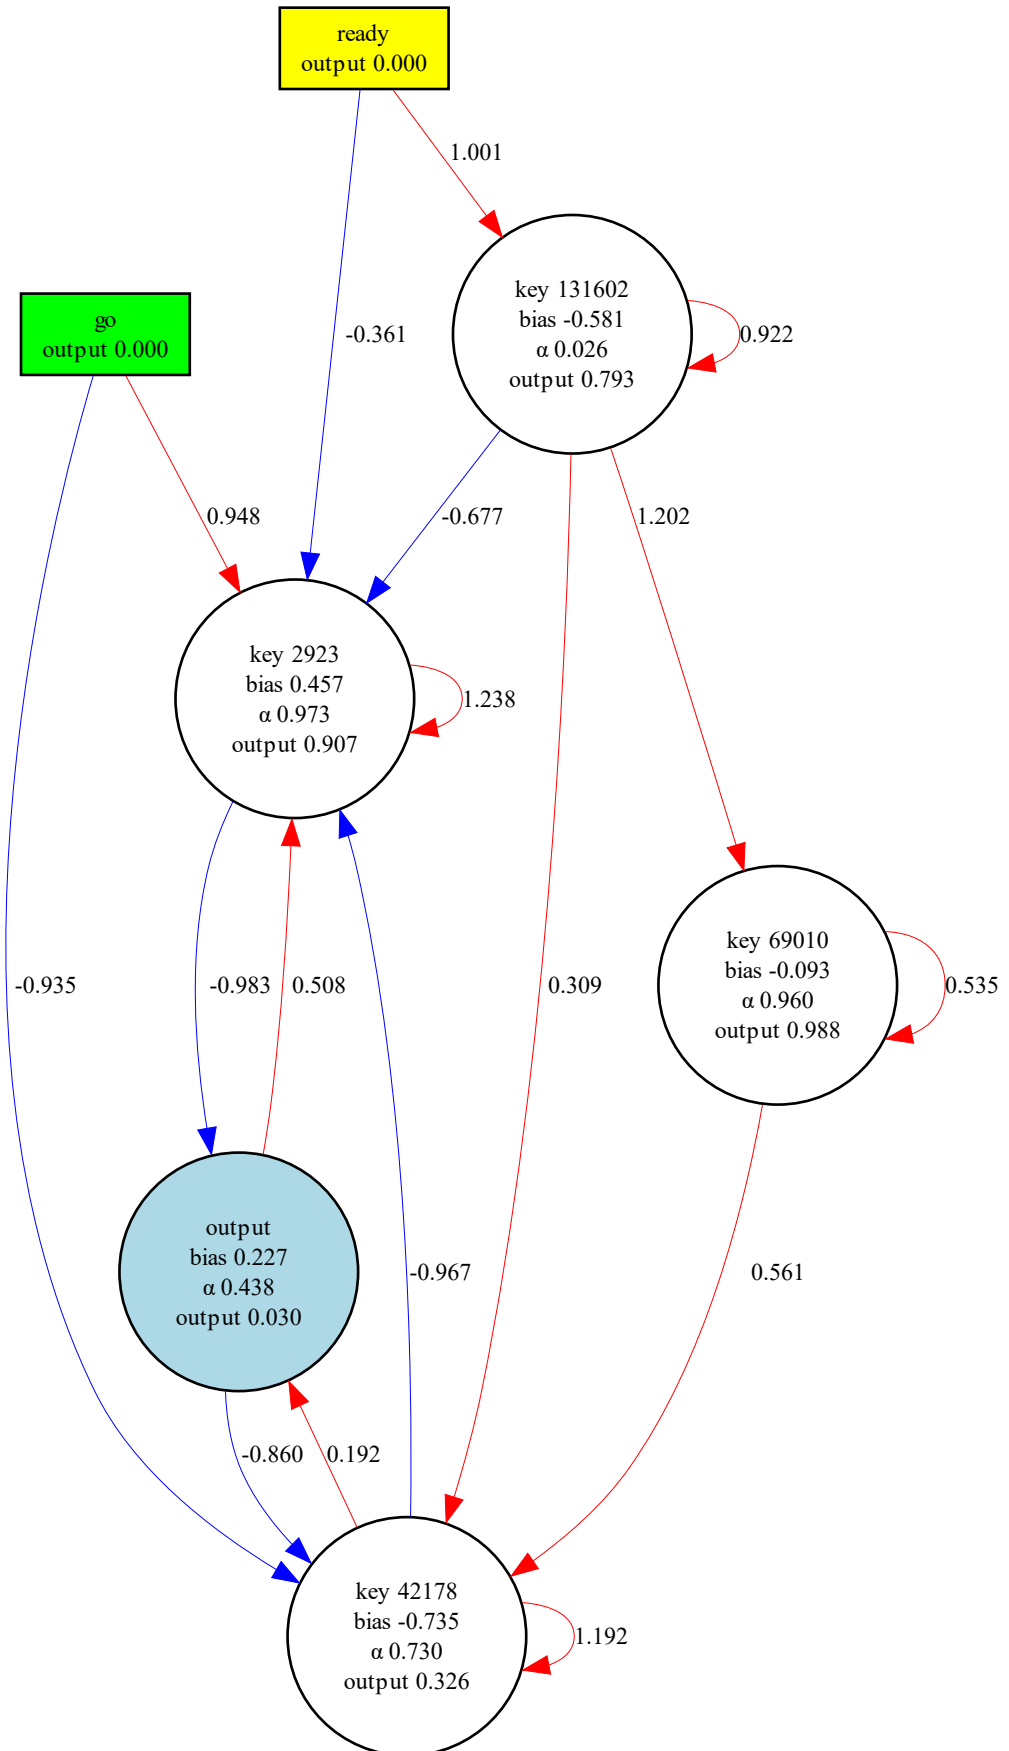 ready
output 0.000
1.001
key 131602
bias -0.581
α 0.026
output 0.793
0.922
-0.361
go
output 0.000
0.948
-0.677
1.202
key 2923
bias 0.457
α 0.973
output 0.907
1.238
key 69010
bias -0.093
α 0.960
output 0.988
0.535
-0.935
-0.983
0.508
0.309
output
bias 0.227
α 0.438
output 0.030
-0.967
0.561
-0.860
0.192
key 42178
bias -0.735
α 0.730
output 0.326
1.192